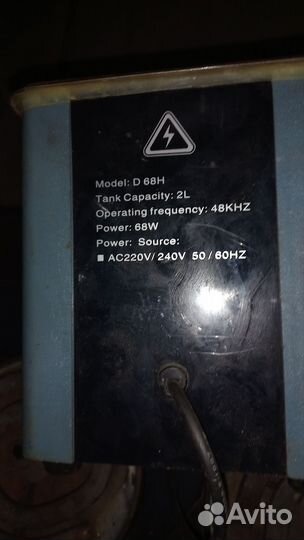 Model: D 68H
Tank Capacity: 2L
Operating frequency: 48KHZ
Power: 68W
Power: Source:
■ AC220V/240V 50/60HZ
Avito